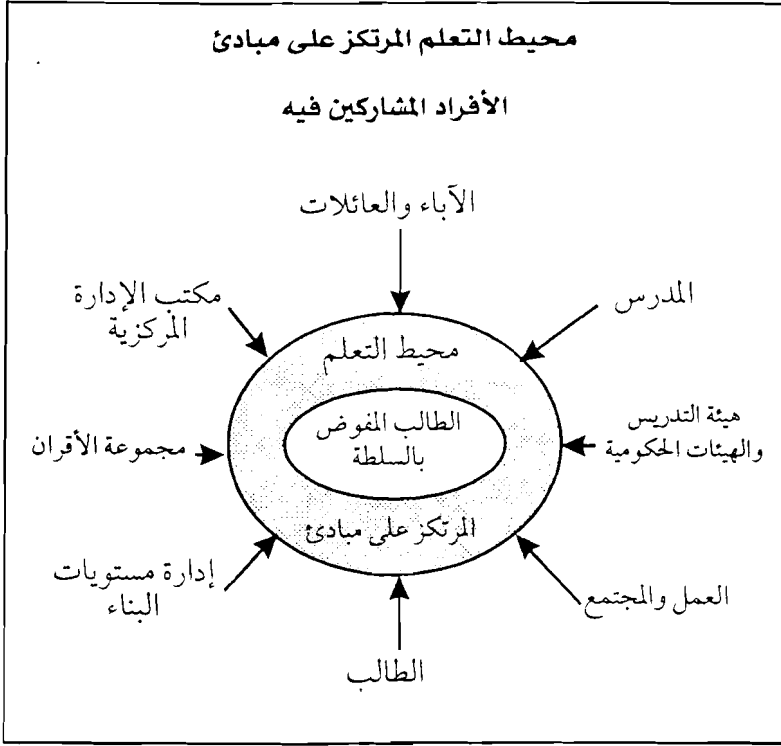 محيط التعلم المرتكز على مبادئ
الأفراد المشاركين فيه
الآباء والعائلات
المدرس
مكتب الإدارة
المركزية
محيط التعلم
هيئة التدريس
والهيئات الحكومية
الطالب المفوض
بالسلطة
مجموعة الأقران
المرتكز على مبادئ
العمل والمجتمع
إدارة مستويات
البناء
الطالب